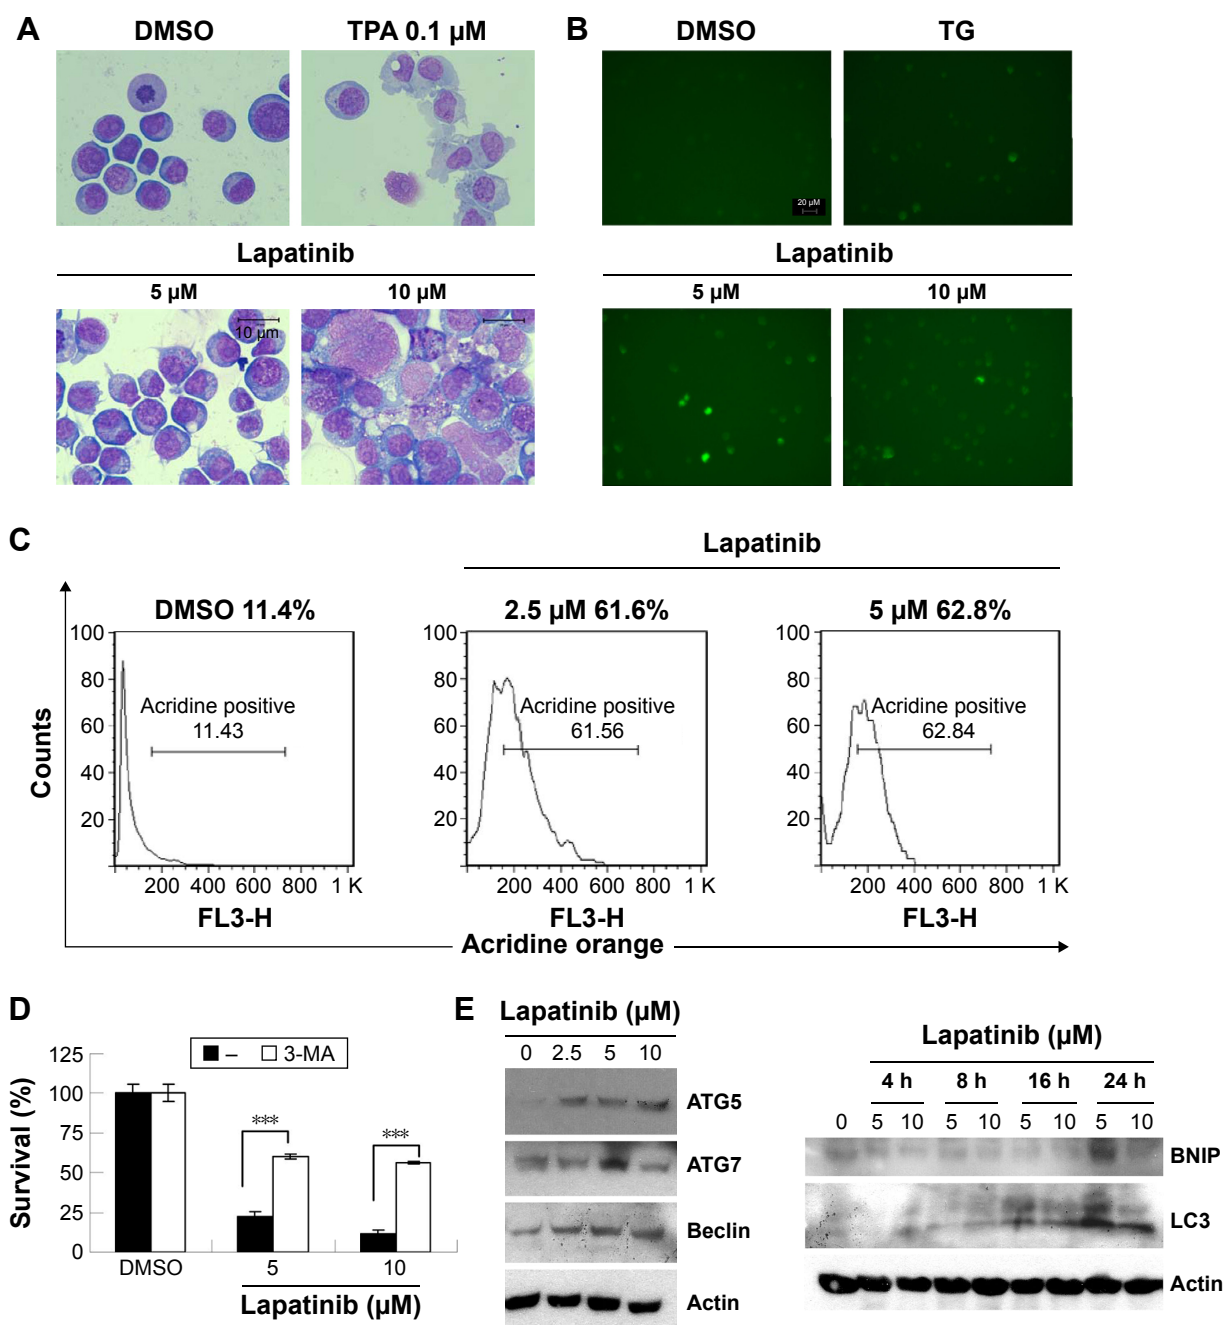 A
DMSO
TPA 0.1 µM
Lapatinib
5 µM
10 µM
10 µm
B
DMSO
TG
20 µM
Lapatinib
5 µM
10 µM
C
Lapatinib
DMSO 11.4%
2.5 µM 61.6%
5 µM 62.8%
Counts
100
80
60
40
20
Acridine positive
11.43
200 400 600 800 1 K
FL3-H
100
80
60
40
20
Acridine positive
61.56
200 400 600 800 1 K
FL3-H
100
80
60
40
20
Acridine positive
62.84
200 400 600 800 1 K
FL3-H
Acridine orange
D
– 3-MA
Survival (%)
125
100
75
50
25
0
***
***
DMSO 5 10
Lapatinib (µM)
E
Lapatinib (µM)
0 2.5 5 10
ATG5
ATG7
Beclin
Actin
Lapatinib (µM)
4 h 8 h 16 h 24 h
0 5 10 5 10 5 10 5 10
BNIP
LC3
Actin